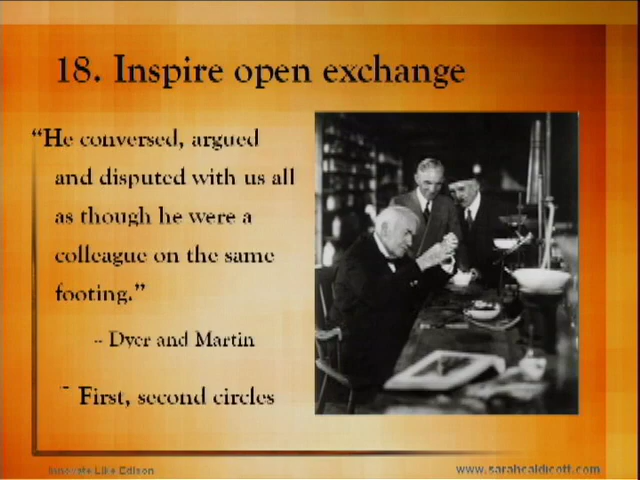 18. Inspire open exchange
“He conversed, argued
and disputed with us all
as though he were a
colleague on the same
footing.”
-- Dyer and Martin
- First, second circles
Innovate Like Edison
www.sarahcaldicott.com